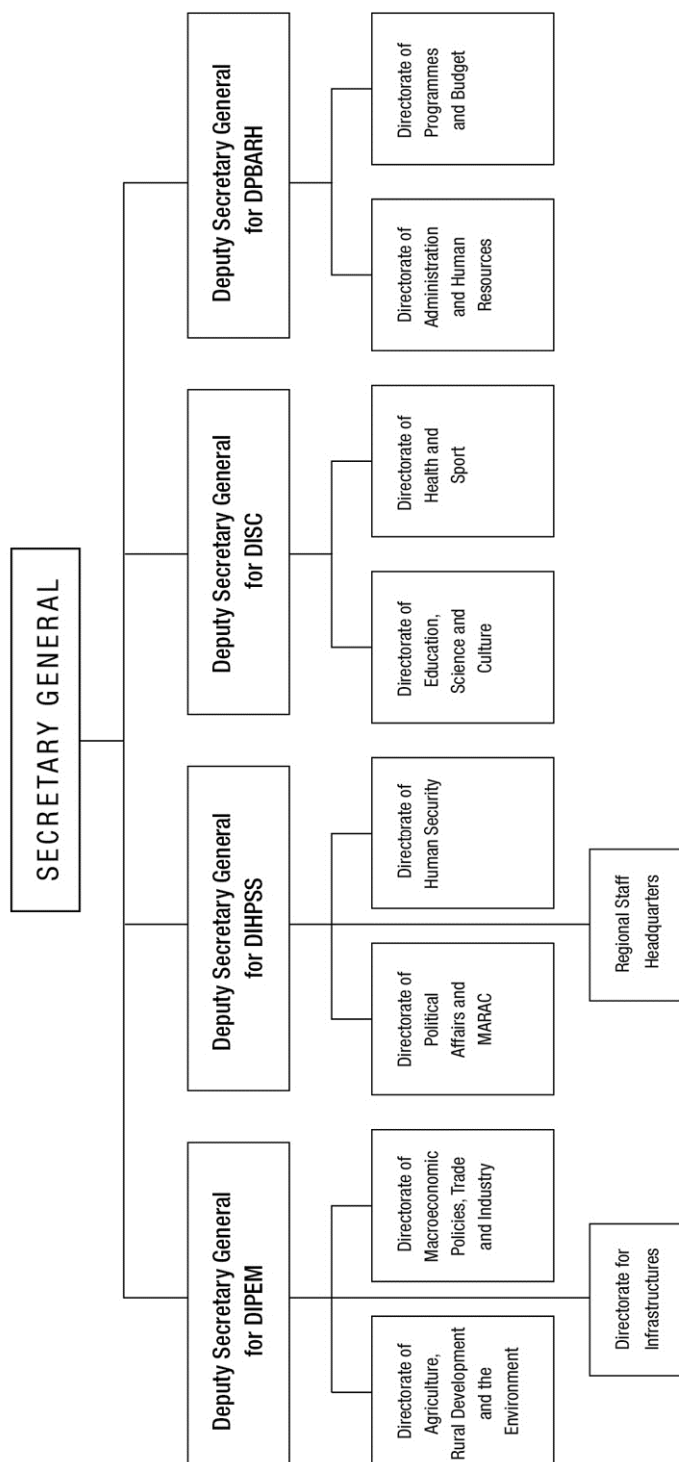 SECRETARY GENERAL
Deputy Secretary General
for DIPEM
Deputy Secretary General
for DIHPSS
Deputy Secretary General
for DISC
Deputy Secretary General
for DPBARH
Directorate of
Agriculture,
Rural Development
and the
Environment
Directorate of
Macroeconomic
Policies, Trade
and Industry
Directorate of
Political
Affairs and
MARAC
Directorate of
Human Security
Directorate of
Education,
Science and
Culture
Directorate of
Health and
Sport
Directorate of
Administration
and Human
Resources
Directorate of
Programmes
and Budget
Directorate for
Infrastructures
Regional Staff
Headquarters